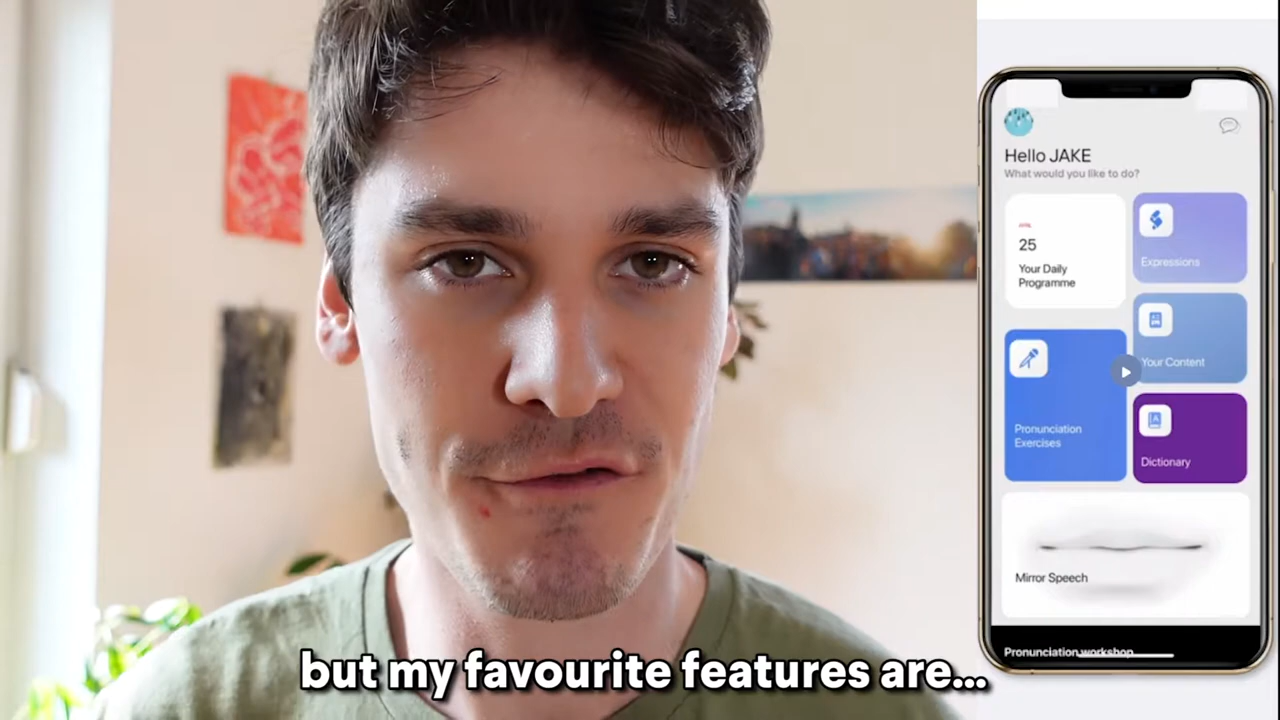 Hello JAKE
What would you like to do?
25
Your Daily
Programme
Expressions
Your Content
Pronunciation
Exercises
Dictionary
Mirror Speech
Pronunciation workshop
but my favourite features are...